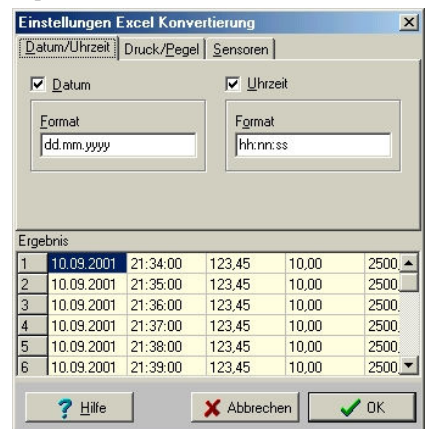 Einstellungen Excel Konvertierung
Datum/Uhrzeit Druck/Pegel Sensoren
Datum Uhrzeit
Format Format
dd.mm.yyyy hh:nn:ss
Ergebnis
1 10.09.2001 21:34:00 123,45 10,00 2500,
2 10.09.2001 21:35:00 123,45 10,00 2500,
3 10.09.2001 21:36:00 123,45 10,00 2500,
4 10.09.2001 21:37:00 123,45 10,00 2500,
5 10.09.2001 21:38:00 123,45 10,00 2500,
6 10.09.2001 21:39:00 123,45 10,00 2500,
? Hilfe Abbrechen OK